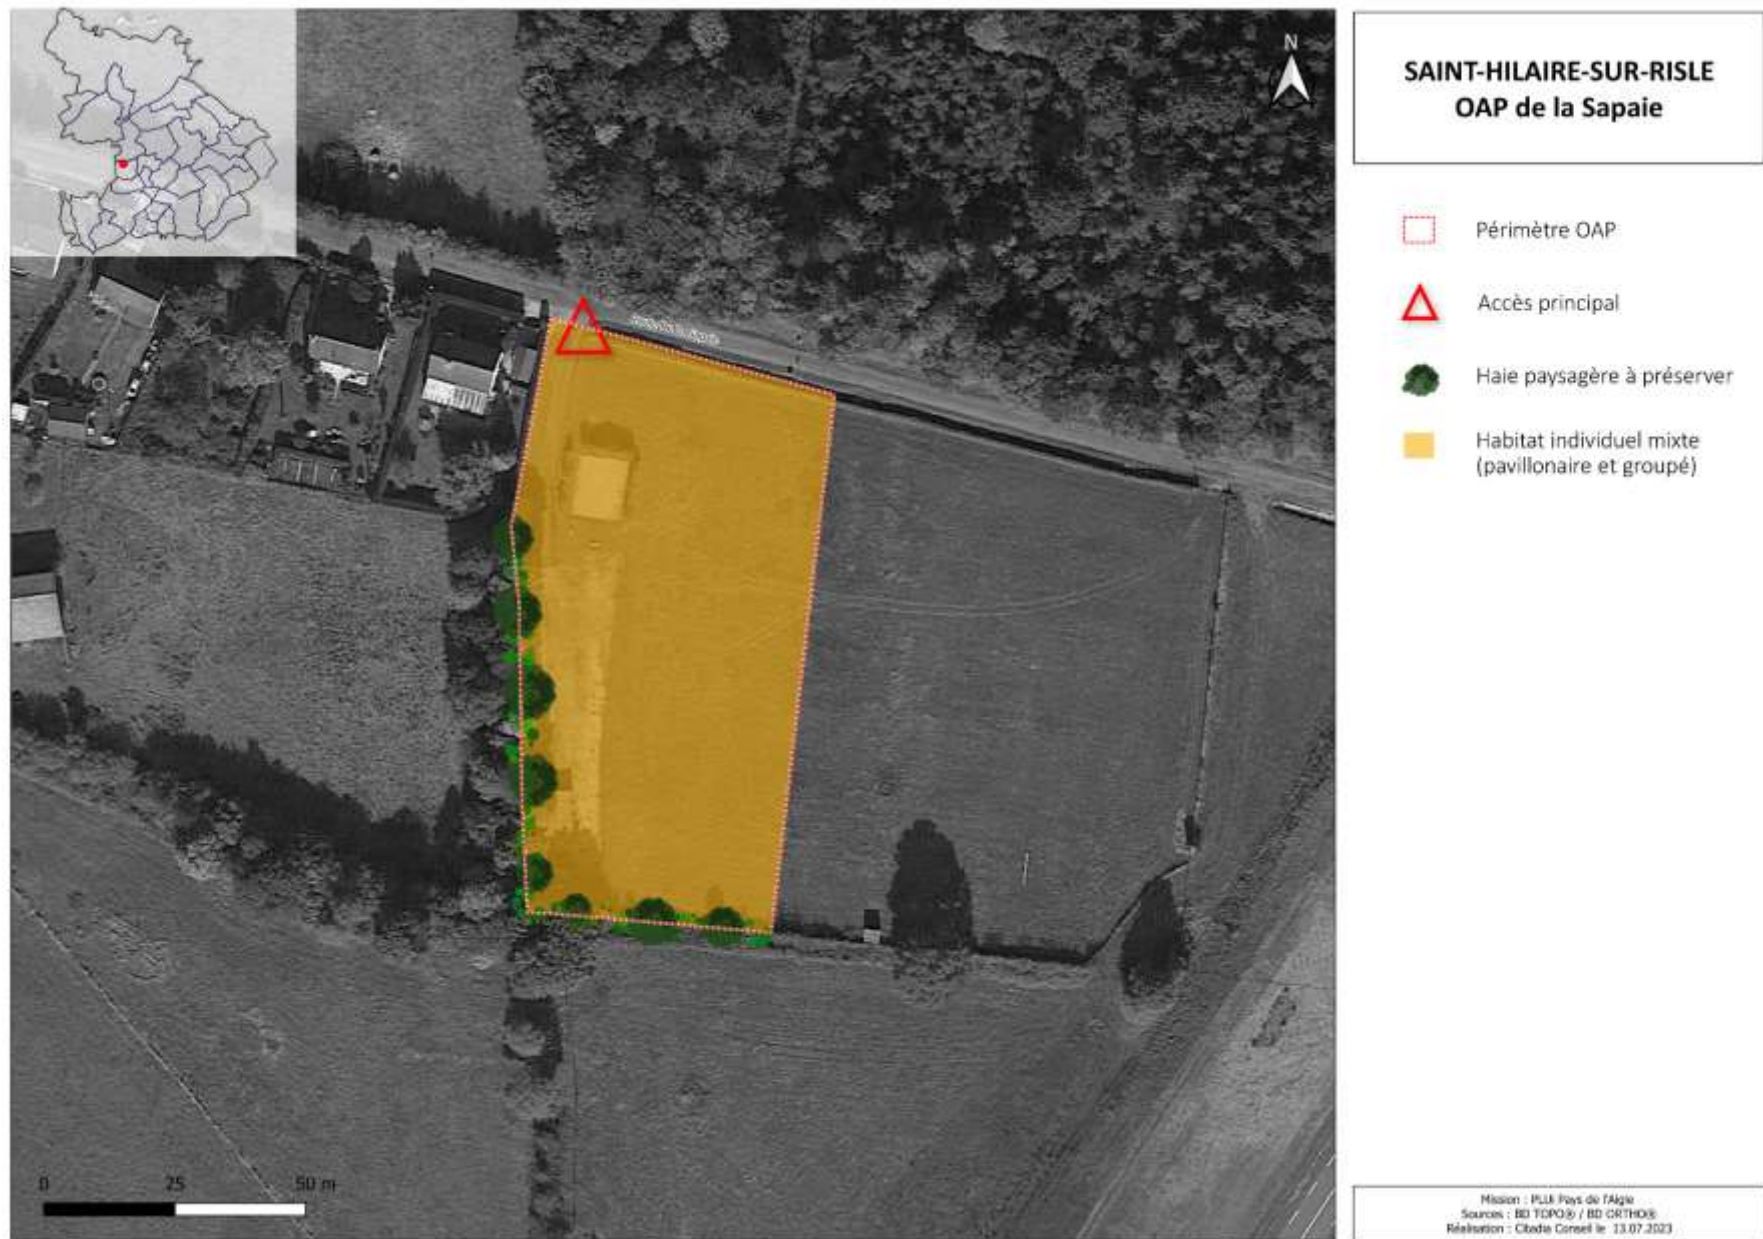 SAINT-HILAIRE-SUR-RISLE
OAP de la Sapaie
N
Périmètre OAP
Accès principal
Haie paysagère à préserver
Habitat individuel mixte
(pavillonaire et groupé)
0 25 50 m
Mission : PLUi Pays de l'Aigle
Sources : BD TOPO® / BD ORTHO®
Réalisation : Citadia Conseil le 13.07.2023